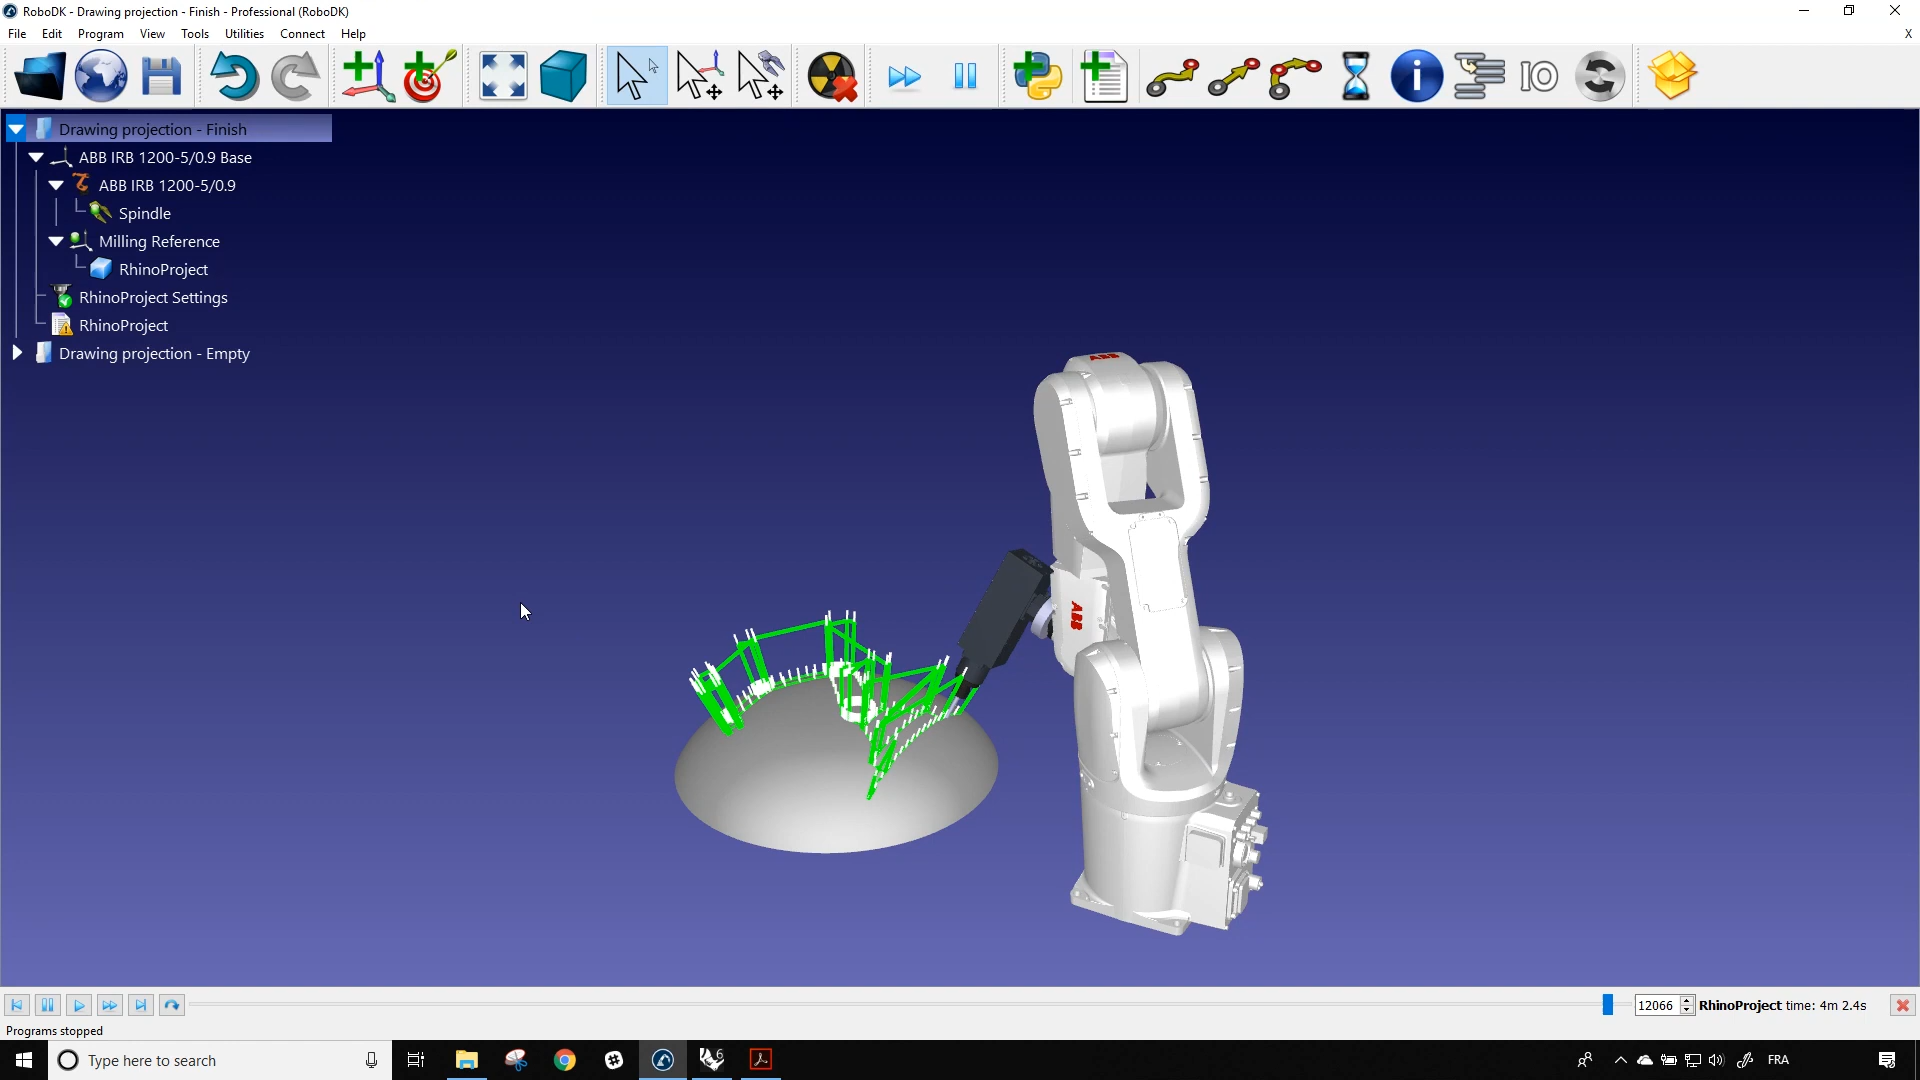 RoboDK - Drawing projection - Finish - Professional (RoboDK)
File Edit Program View Tools Utilities Connect Help X
IO
Drawing projection - Finish
ABB IRB 1200-5/0.9 Base
ABB IRB 1200-5/0.9
Spindle
Milling Reference
RhinoProject
RhinoProject Settings
RhinoProject
Drawing projection - Empty
ABB
ABB
12066 RhinoProject time: 4m 2.4s
Programs stopped
Type here to search 6 FRA